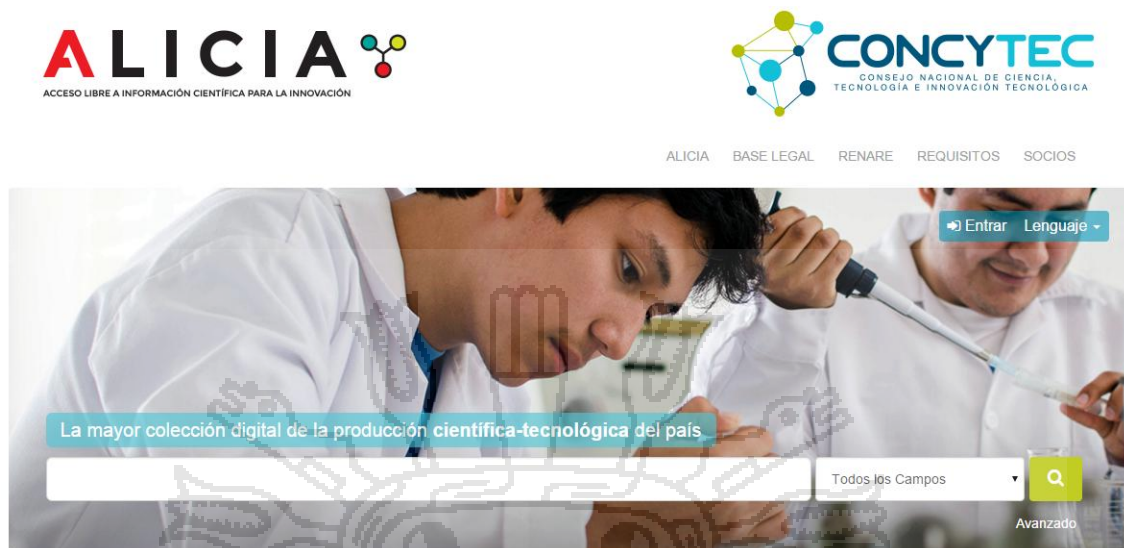 ALICIA
ACCESO LIBRE A INFORMACIÓN CIENTÍFICA PARA LA INNOVACIÓN
CONCYTEC
CONSEJO NACIONAL DE CIENCIA,
TECNOLOGÍA E INNOVACIÓN TECNOLÓGICA
ALICIA BASE LEGAL RENARE REQUISITOS SOCIOS
Entrar Lenguaje
La mayor colección digital de la producción científica-tecnológica del país
Todos los Campos
Avanzado